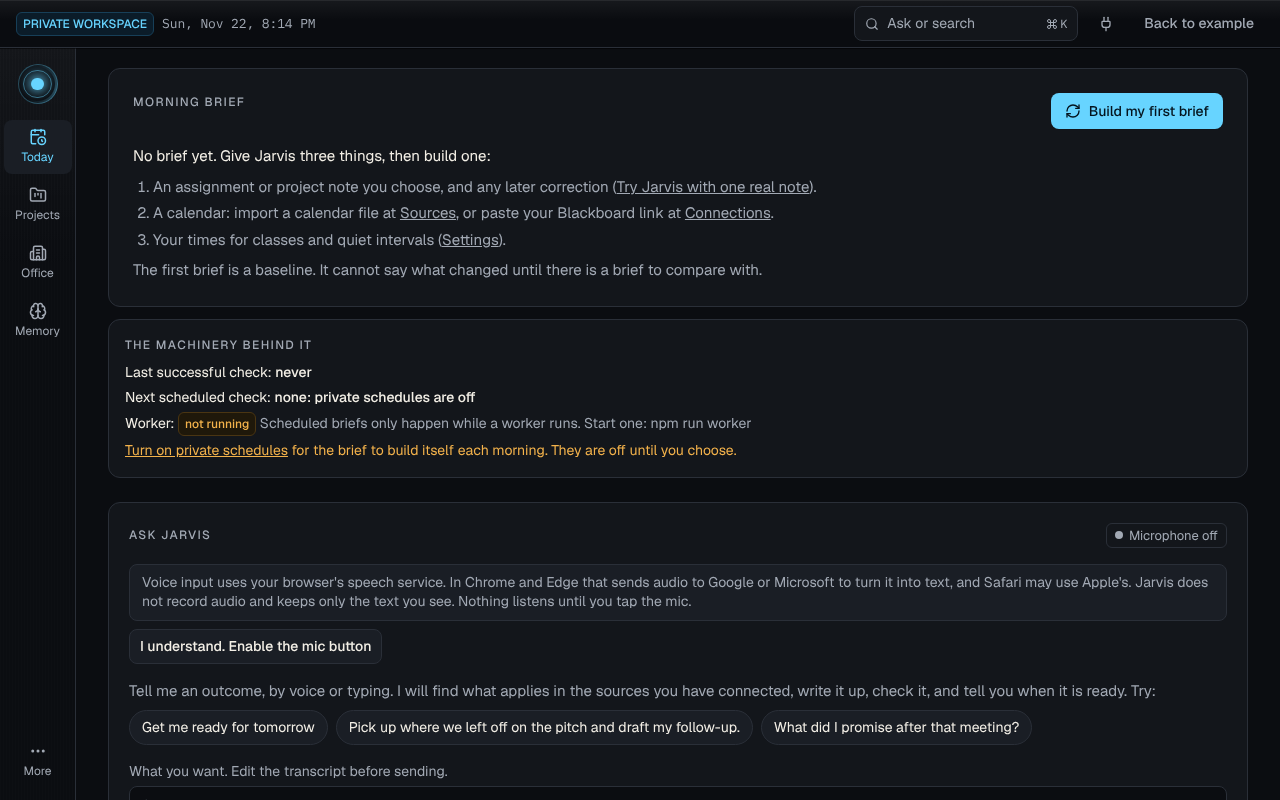 PRIVATE WORKSPACE Sun, Nov 22, 8:14 PM Ask or search ⌘K Back to example
Today
Projects
Office
Memory
More
MORNING BRIEF
Build my first brief
No brief yet. Give Jarvis three things, then build one:
1. An assignment or project note you choose, and any later correction (Try Jarvis with one real note).
2. A calendar: import a calendar file at Sources, or paste your Blackboard link at Connections.
3. Your times for classes and quiet intervals (Settings).
The first brief is a baseline. It cannot say what changed until there is a brief to compare with.
THE MACHINERY BEHIND IT
Last successful check: never
Next scheduled check: none: private schedules are off
Worker: not running Scheduled briefs only happen while a worker runs. Start one: npm run worker
Turn on private schedules for the brief to build itself each morning. They are off until you choose.
ASK JARVIS
Microphone off
Voice input uses your browser's speech service. In Chrome and Edge that sends audio to Google or Microsoft to turn it into text, and Safari may use Apple's. Jarvis does
not record audio and keeps only the text you see. Nothing listens until you tap the mic.
I understand. Enable the mic button
Tell me an outcome, by voice or typing. I will find what applies in the sources you have connected, write it up, check it, and tell you when it is ready. Try:
Get me ready for tomorrow
Pick up where we left off on the pitch and draft my follow-up.
What did I promise after that meeting?
What you want. Edit the transcript before sending.